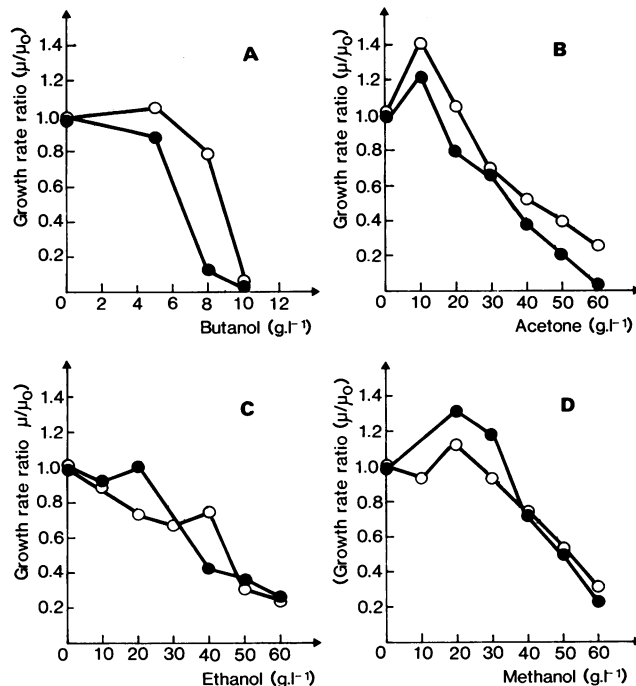 A
Growth rate ratio (μ/μ₀)
1.4
1.2
1.0
0.8
0.6
0.4
0.2
0 2 4 6 8 10 12
Butanol (g.l⁻¹)
B
Growth rate ratio (μ/μ₀)
1.4
1.2
1.0
0.8
0.6
0.4
0.2
0 10 20 30 40 50 60
Acetone (g.l⁻¹)
C
Growth rate ratio μ/μ₀)
1.4
1.2
1.0
0.8
0.6
0.4
0.2
0 10 20 30 40 50 60
Ethanol (g.l⁻¹)
D
(Growth rate ratio (μ/μ₀)
1.4
1.2
1.0
0.8
0.6
0.4
0.2
0 10 20 30 40 50 60
Methanol (g.l⁻¹)